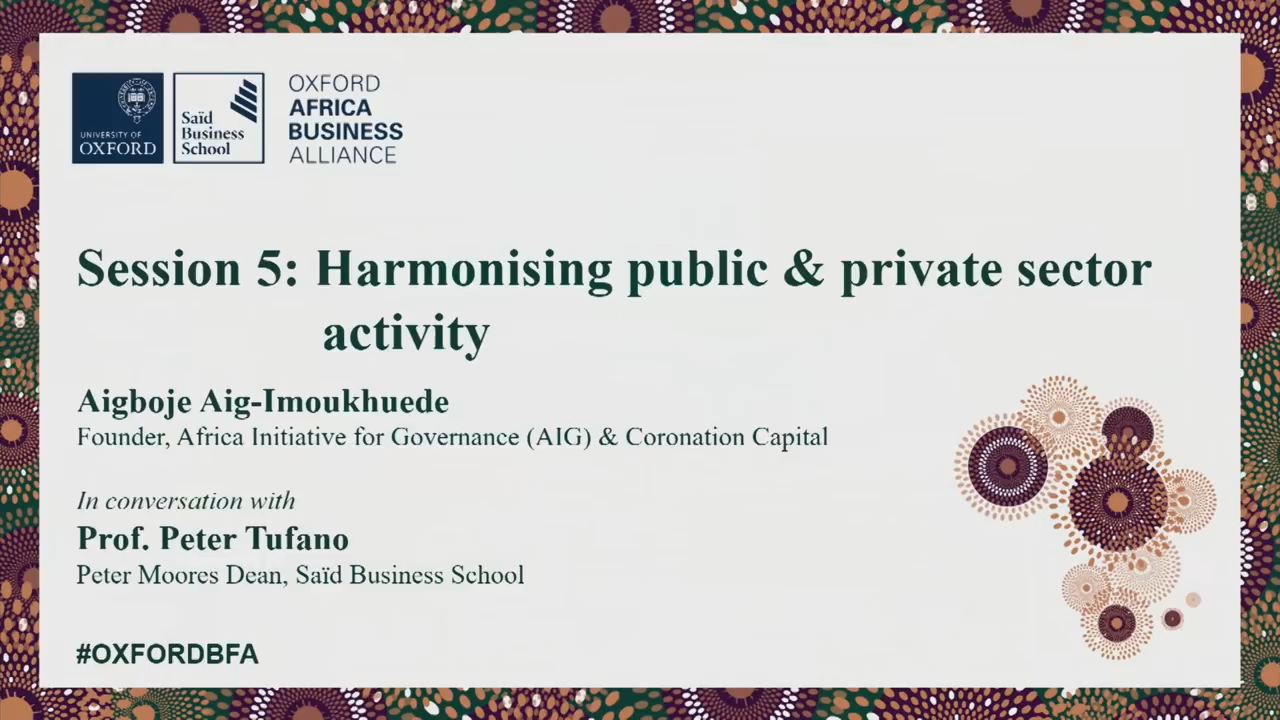 UNIVERSITY OF
OXFORD
Saïd
Business
School
OXFORD
AFRICA
BUSINESS
ALLIANCE
Session 5: Harmonising public & private sector
activity
Aigboje Aig-Imoukhuede
Founder, Africa Initiative for Governance (AIG) & Coronation Capital
In conversation with
Prof. Peter Tufano
Peter Moores Dean, Saïd Business School
#OXFORDBFA